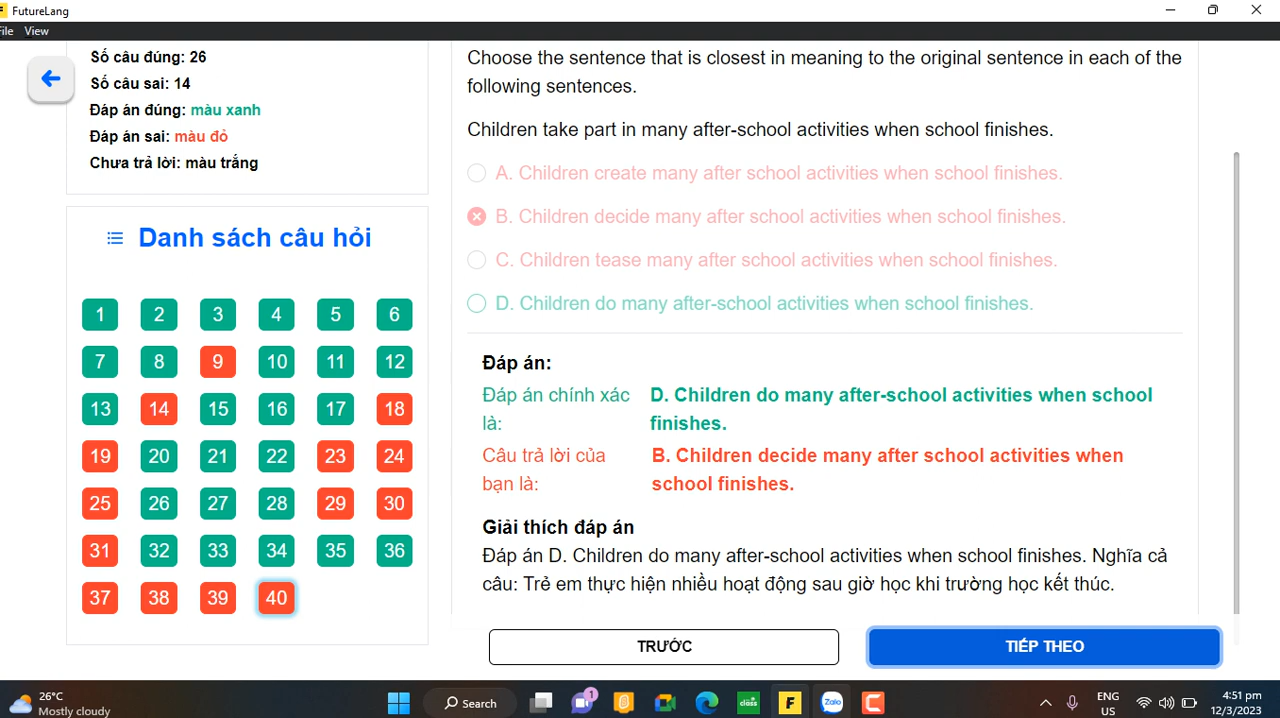 FutureLang
File View
Số câu đúng: 26
Số câu sai: 14
Đáp án đúng: màu xanh
Đáp án sai: màu đỏ
Chưa trả lời: màu trắng
Danh sách câu hỏi
1 2 3 4 5 6
7 8 9 10 11 12
13 14 15 16 17 18
19 20 21 22 23 24
25 26 27 28 29 30
31 32 33 34 35 36
37 38 39 40
Choose the sentence that is closest in meaning to the original sentence in each of the
following sentences.
Children take part in many after-school activities when school finishes.
A. Children create many after school activities when school finishes.
B. Children decide many after school activities when school finishes.
C. Children tease many after school activities when school finishes.
D. Children do many after-school activities when school finishes.
Đáp án:
Đáp án chính xác là: D. Children do many after-school activities when school
finishes.
Câu trả lời của bạn là: B. Children decide many after school activities when
school finishes.
Giải thích đáp án
Đáp án D. Children do many after-school activities when school finishes. Nghĩa cả
câu: Trẻ em thực hiện nhiều hoạt động sau giờ học khi trường học kết thúc.
TRƯỚC
TIẾP THEO
26°C
Mostly cloudy
Search
1
class
F
Zalo
ENG
US
4:51 pm
12/3/2023